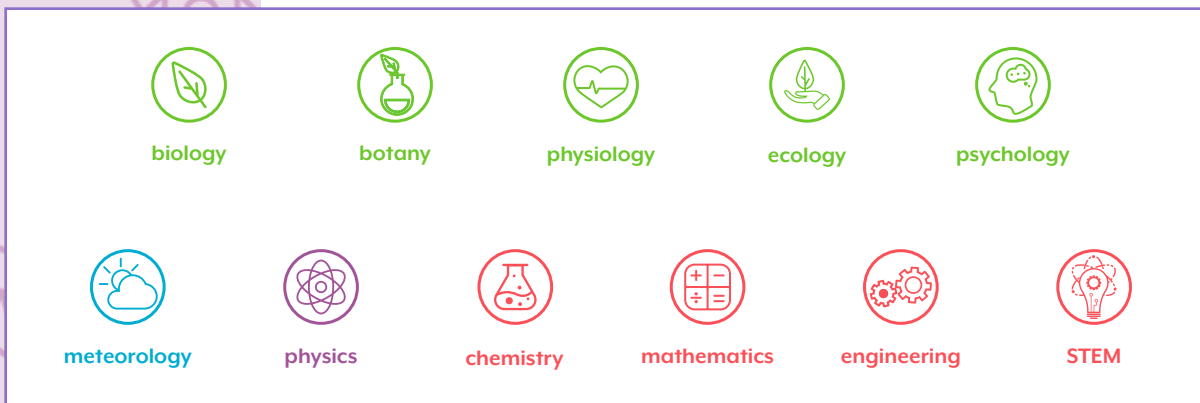 biology
botany
physiology
ecology
psychology
meteorology
physics
chemistry
mathematics
engineering
STEM